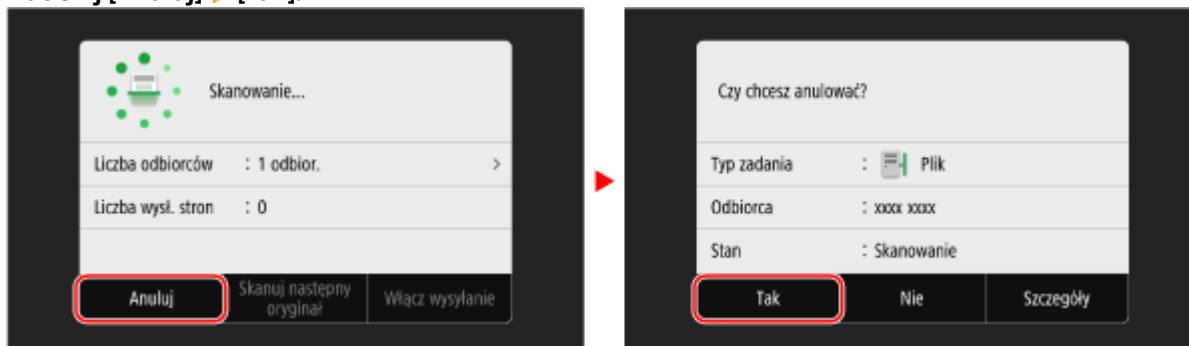 Skanowanie...
Liczba odbiorców : 1 odbior. >
Liczba wysł. stron : 0
Anuluj
Skanuj następny
oryginał
Włącz wysyłanie
Czy chcesz anulować?
Typ zadania : Plik
Odbiorca : xxxx xxxx
Stan : Skanowanie
Tak
Nie
Szczegóły